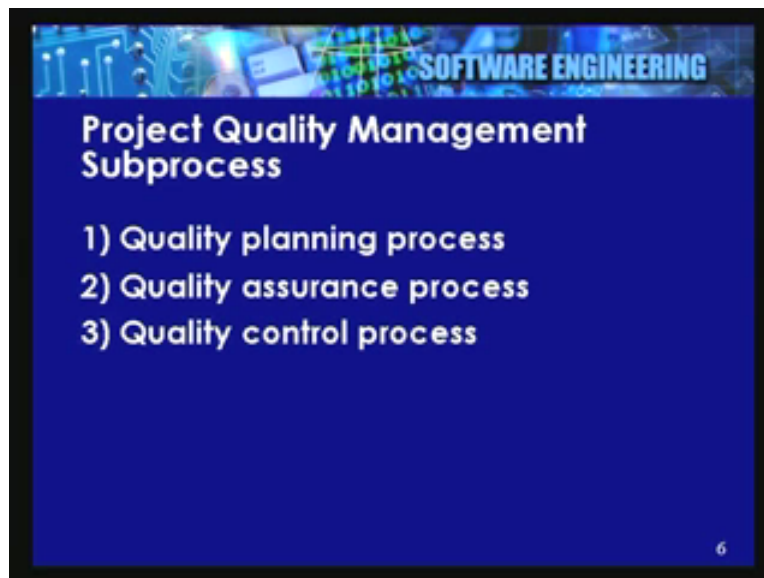 SOFTWARE ENGINEERING
Project Quality Management
Subprocess
1) Quality planning process
2) Quality assurance process
3) Quality control process
6